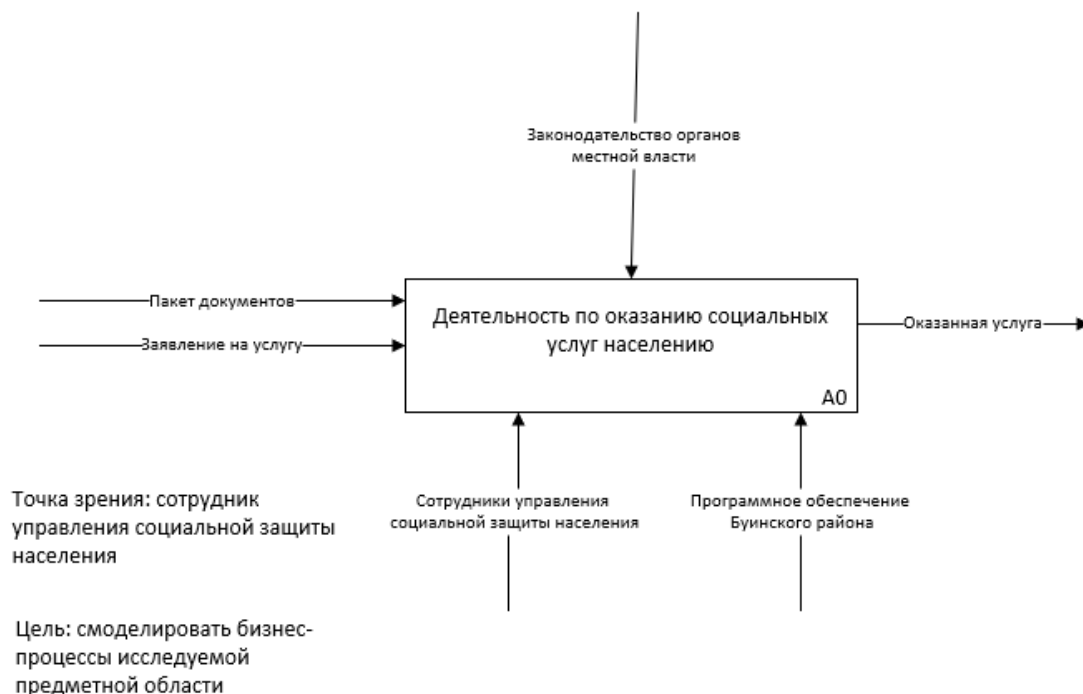 Законодательство органов
местной власти
Пакет документов
Заявление на услугу
Деятельность по оказанию социальных
услуг населению
А0
Оказанная услуга
Сотрудники управления
социальной защиты населения
Программное обеспечение
Буинского района
Точка зрения: сотрудник
управления социальной защиты
населения
Цель: смоделировать бизнес-
процессы исследуемой
предметной области